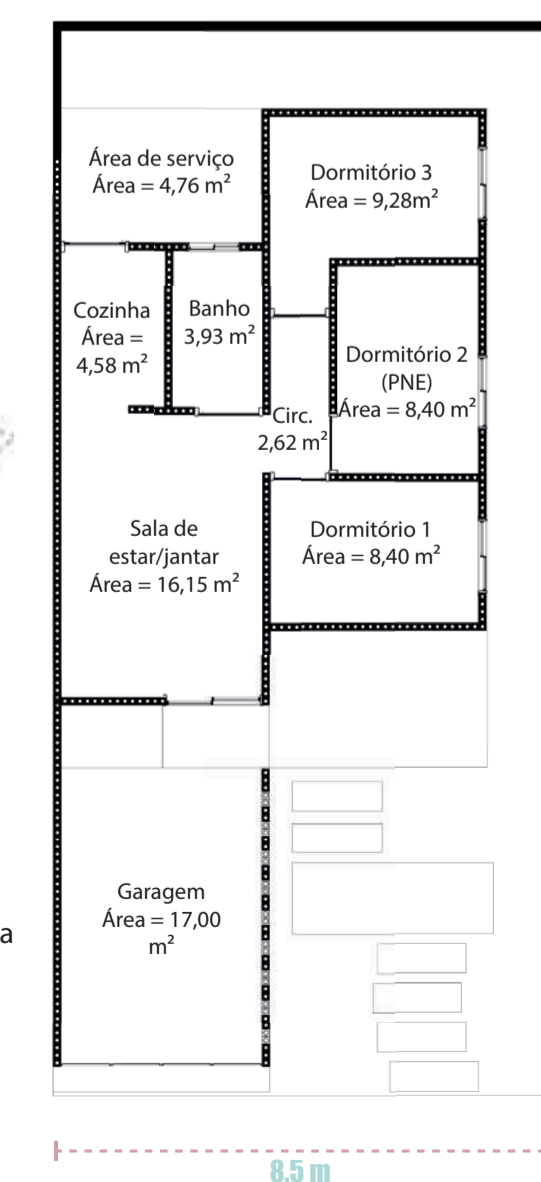 Área de serviço
Área = 4,76 m²
Dormitório 3
Área = 9,28m²
Cozinha
Área =
4,58 m²
Banho
3,93 m²
Dormitório 2
(PNE)
Área = 8,40 m²
Circ.
2,62 m²
Sala de
estar/jantar
Área = 16,15 m²
Dormitório 1
Área = 8,40 m²
Garagem
Área = 17,00
m²
a
8.5 m